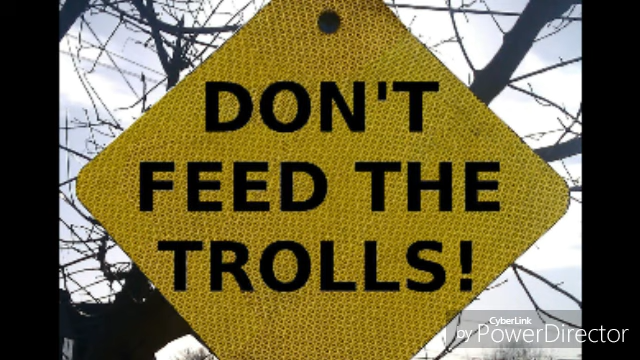 DON'T
FEED THE
TROLLS!
CyberLink
by PowerDirector